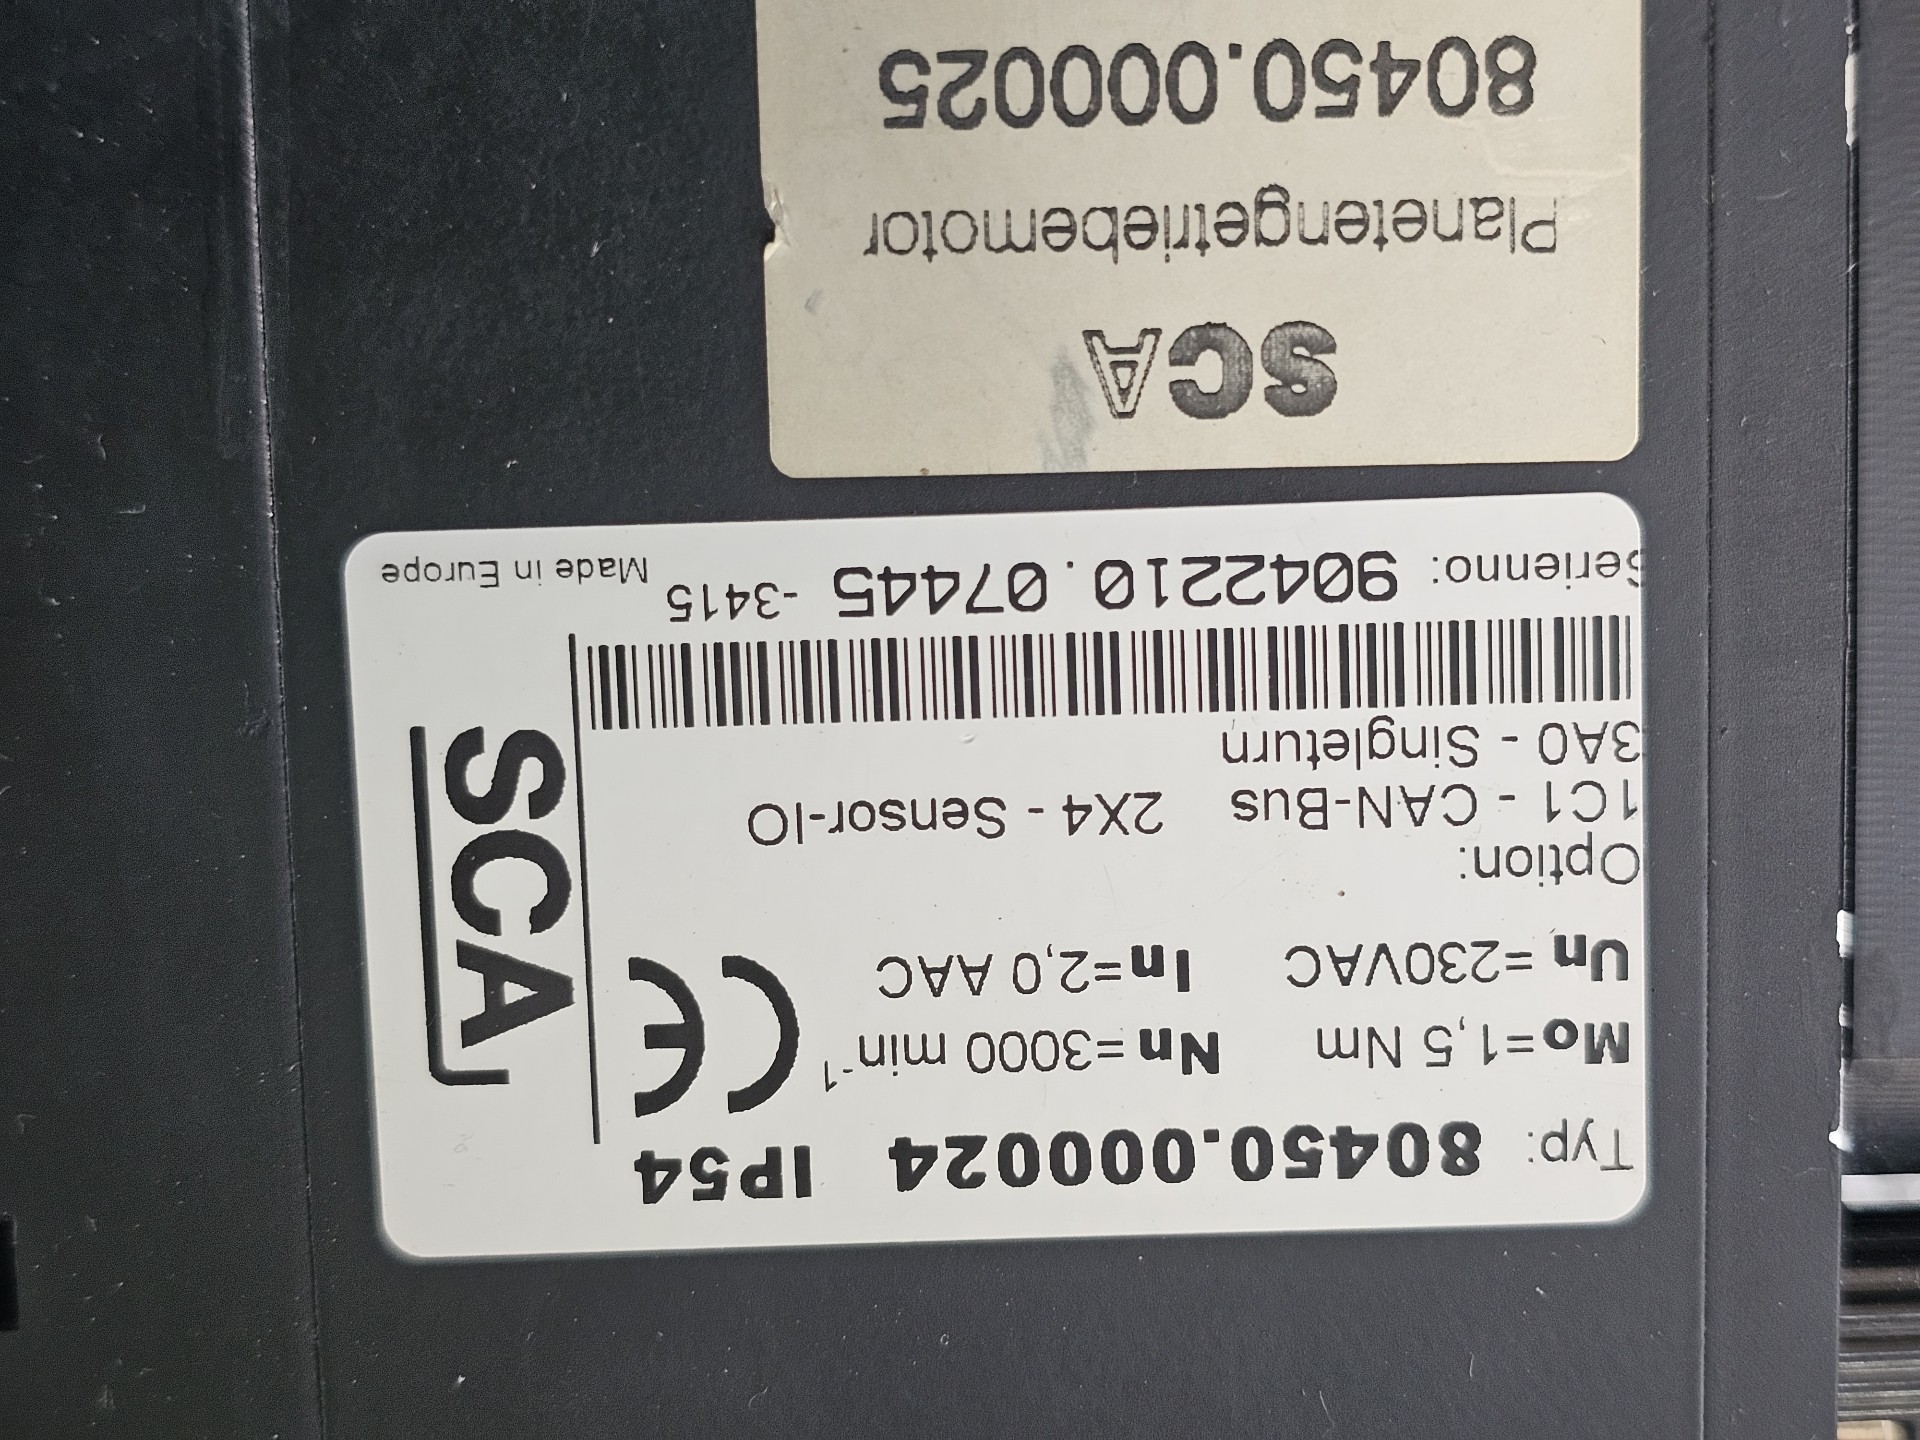 Typ: 80450.000024 IP54
Mo=1,5 Nm Nn=3000 min⁻¹
Un=230VAC In=2,0 AAC
CE
Option:
1C1 - CAN-Bus 2X4 - Sensor-IO
3A0 - Singleturn
Serienno: 9042210.07445 -3415
Made in Europe
SCA
SCA
Planetengetriebemotor
80450.000025